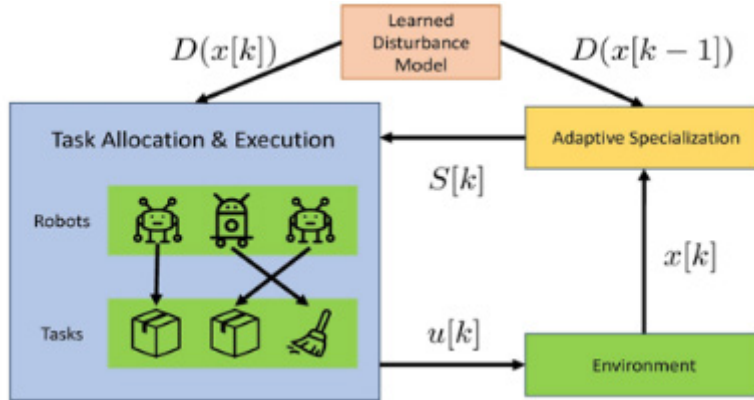 Learned
Disturbance
Model
D(x[k])
D(x[k − 1])
Task Allocation & Execution
Adaptive Specialization
S[k]
Robots
x[k]
Tasks
u[k]
Environment